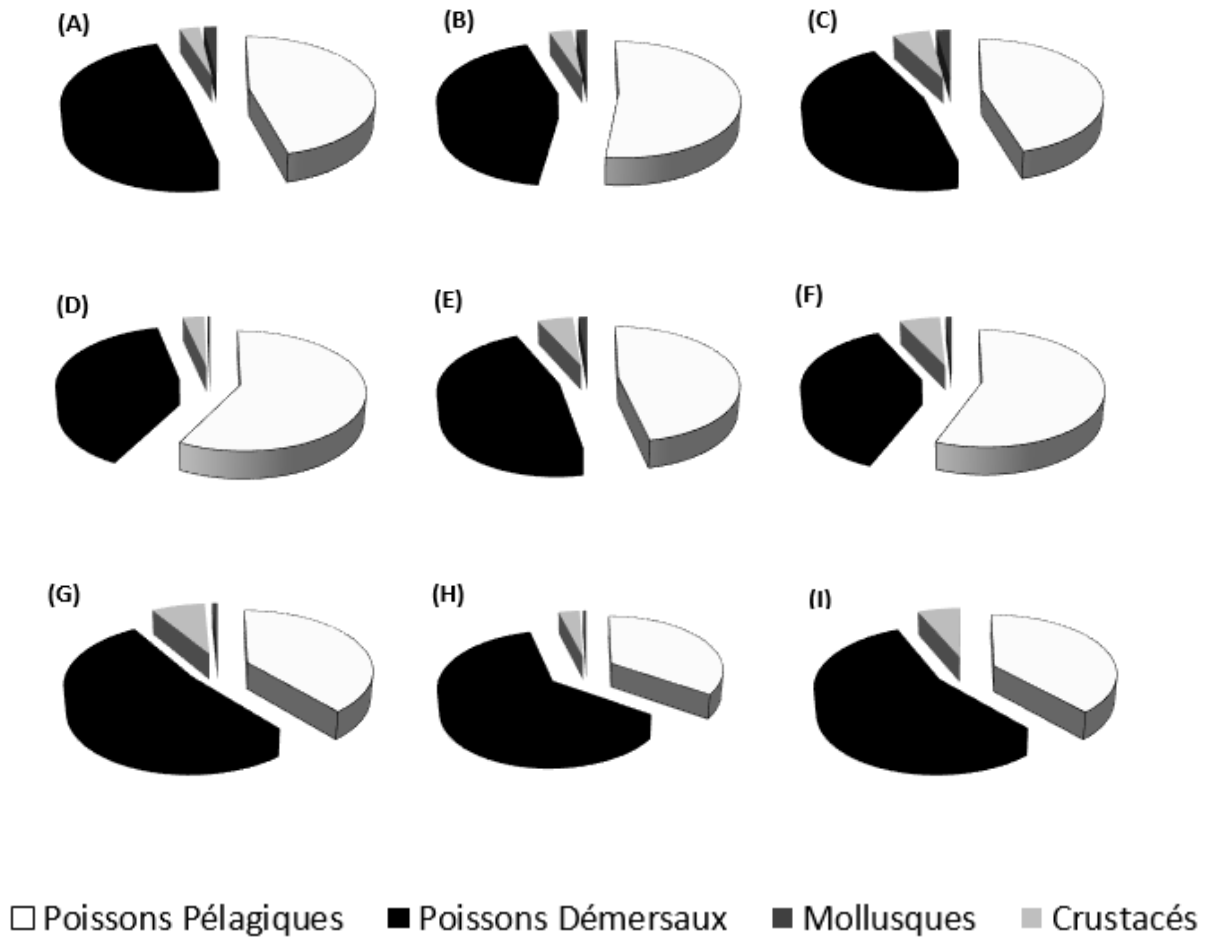 (A)
(B)
(C)
(D)
(E)
(F)
(G)
(H)
(I)
Poissons Pélagiques
Poissons Démersaux
Mollusques
Crustacés